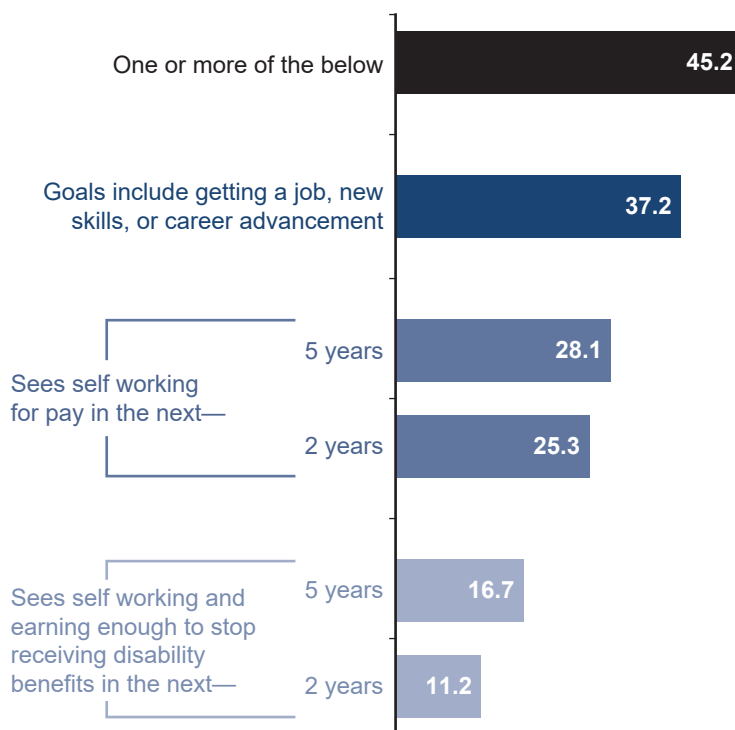 One or more of the below
45.2
Goals include getting a job, new
skills, or career advancement
37.2
Sees self working
for pay in the next—
5 years
28.1
2 years
25.3
Sees self working and
earning enough to stop
receiving disability
benefits in the next—
5 years
16.7
2 years
11.2